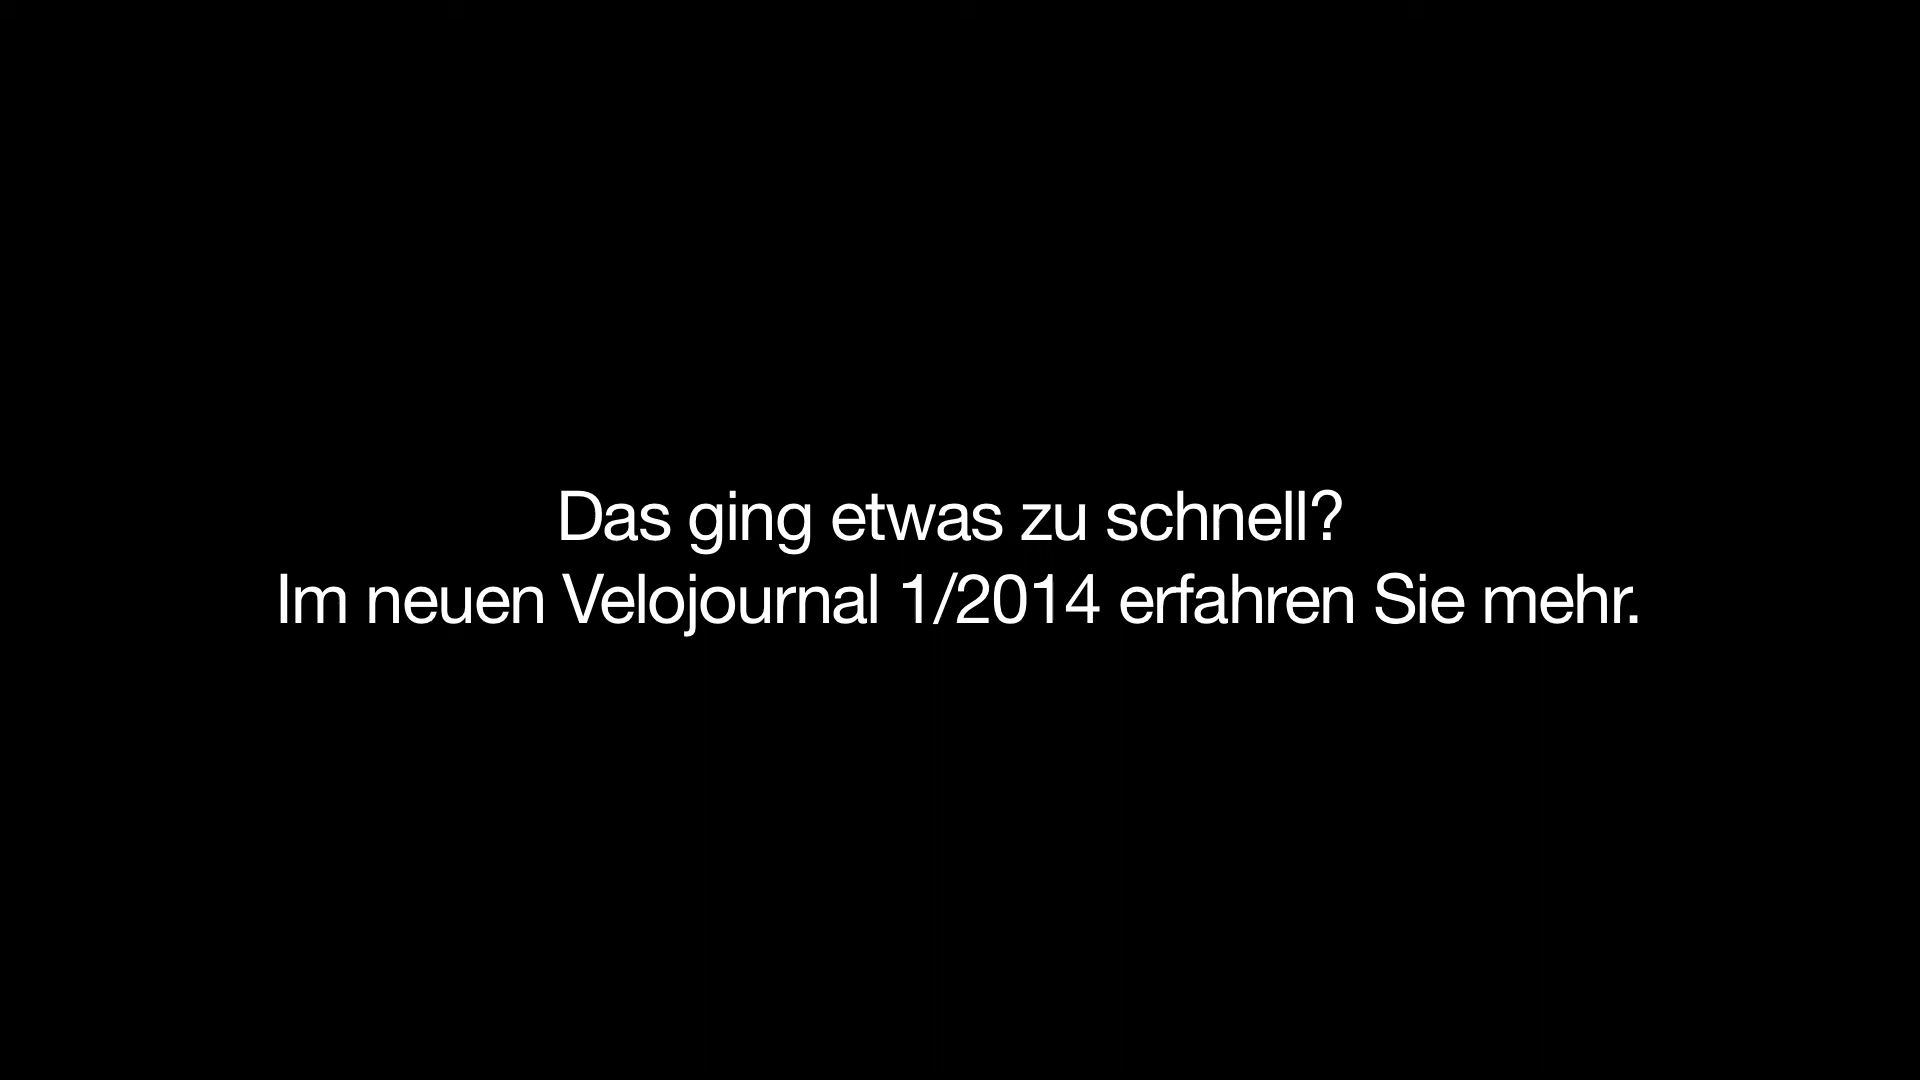 Das ging etwas zu schnell?
Im neuen Velojournal 1/2014 erfahren Sie mehr.